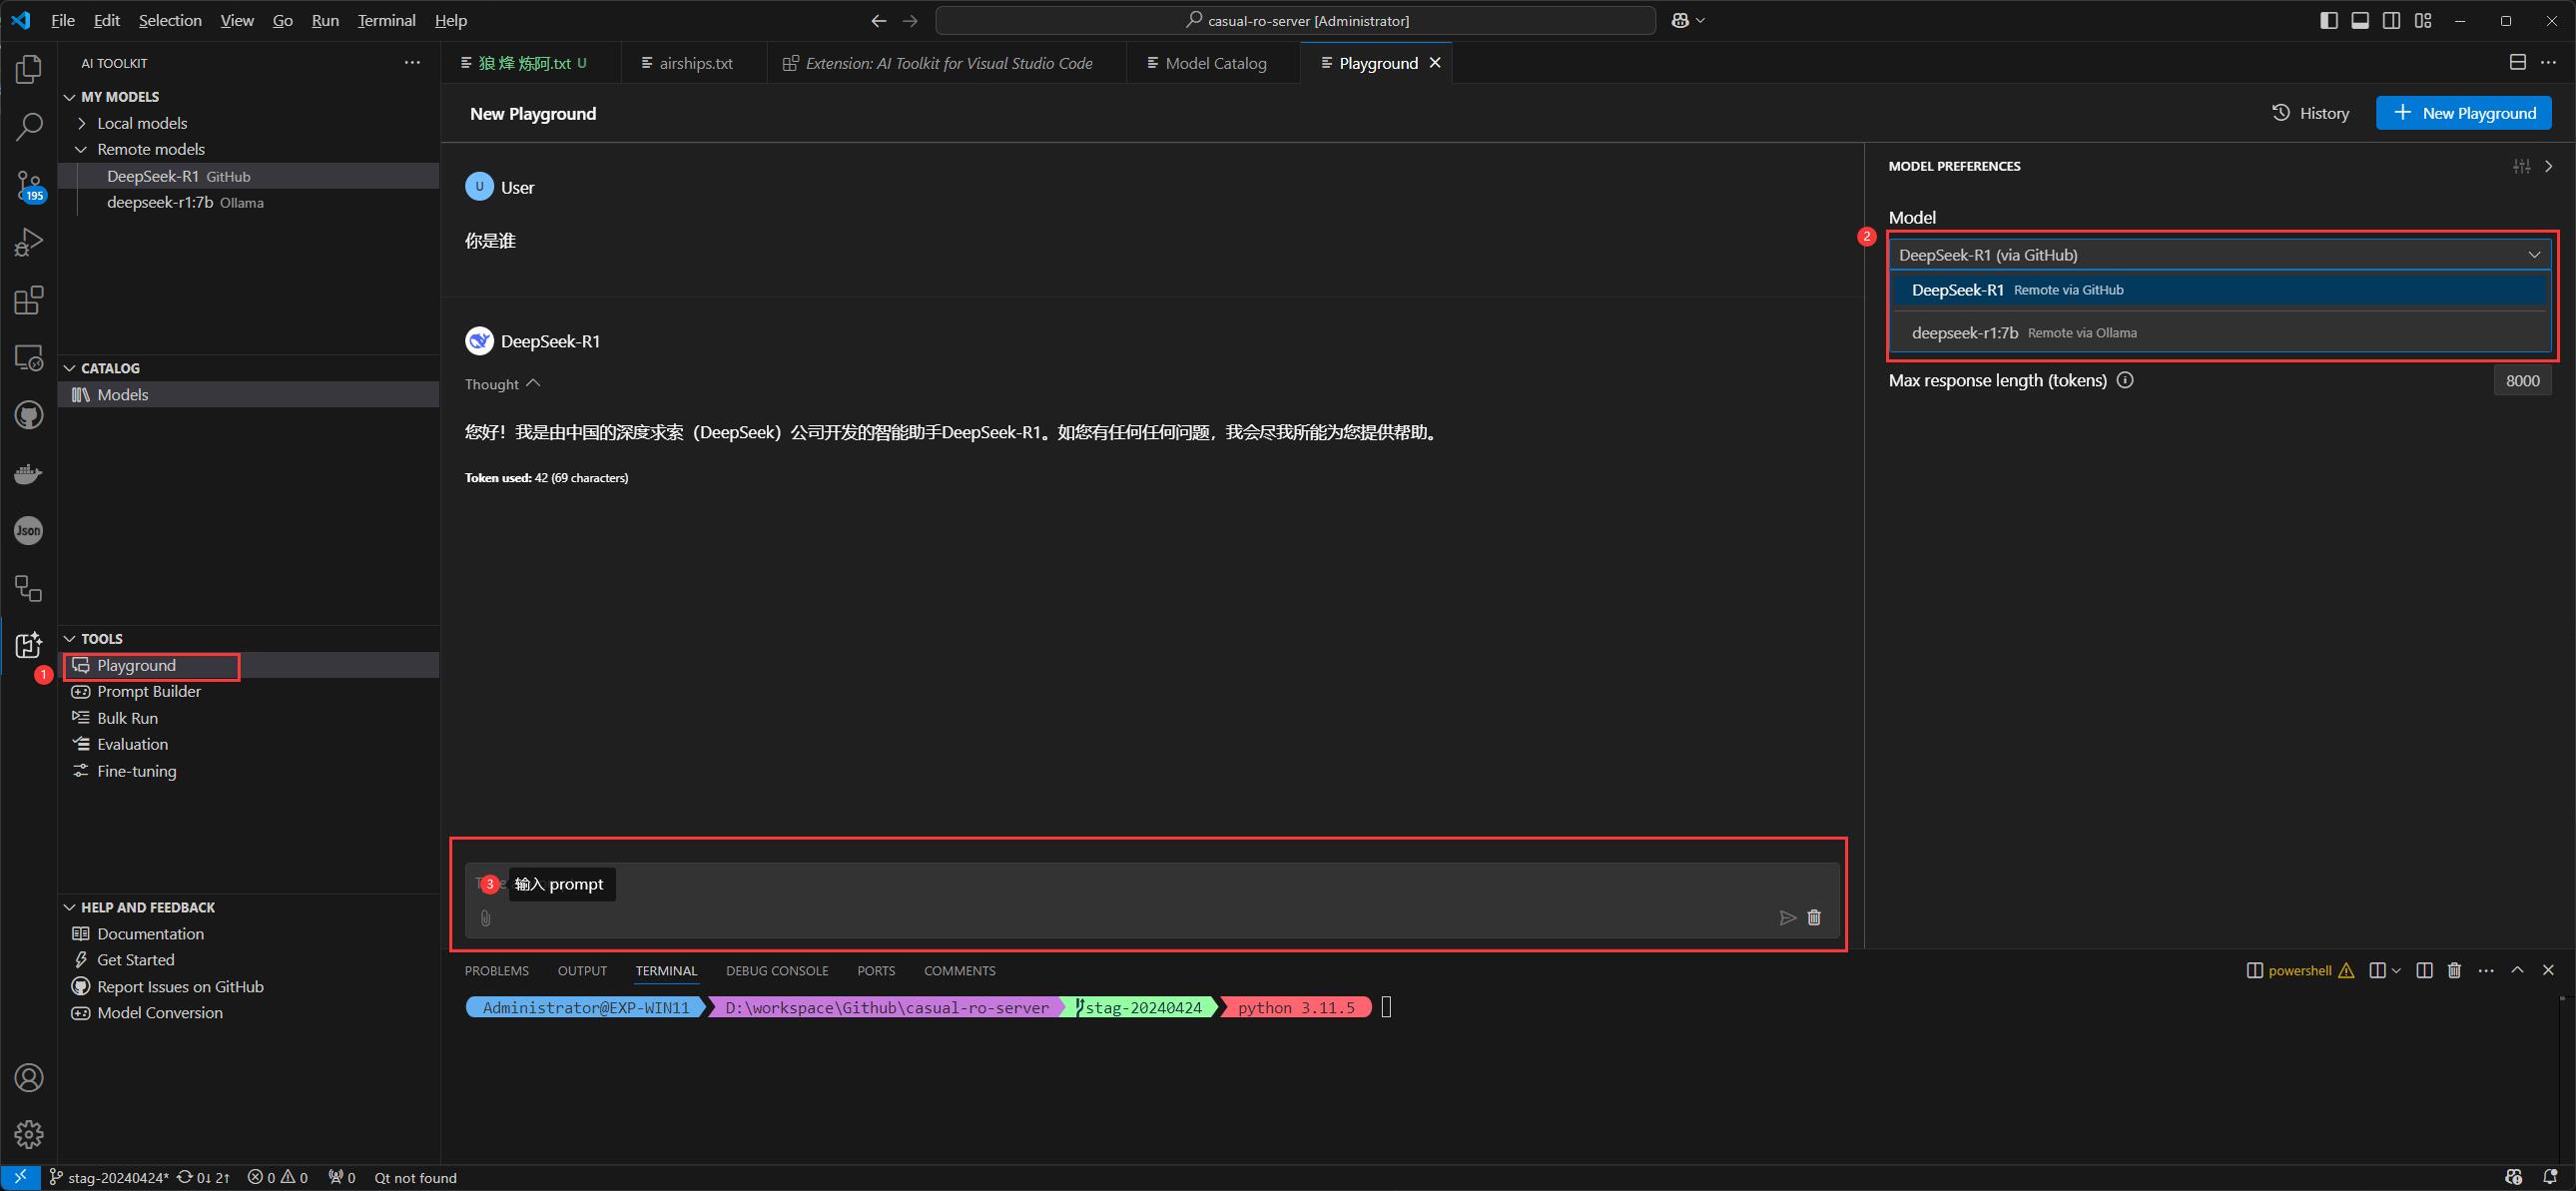 File Edit Selection View Go Run Terminal Help
casual-ro-server [Administrator]
AI TOOLKIT
狼 烽 炼阿.txt U
airships.txt
Extension: AI Toolkit for Visual Studio Code
Model Catalog
Playground
MY MODELS
Local models
Remote models
DeepSeek-R1 GitHub
deepseek-r1:7b Ollama
195
CATALOG
Models
Json
TOOLS
1
Playground
Prompt Builder
Bulk Run
Evaluation
Fine-tuning
HELP AND FEEDBACK
Documentation
Get Started
Report Issues on GitHub
Model Conversion
New Playground
History
New Playground
U User
你是谁
DeepSeek-R1
Thought
您好！我是由中国的深度求索（DeepSeek）公司开发的智能助手DeepSeek-R1。如您有任何任何问题，我会尽我所能为您提供帮助。
Token used: 42 (69 characters)
MODEL PREFERENCES
Model
2
DeepSeek-R1 (via GitHub)
DeepSeek-R1 Remote via GitHub
deepseek-r1:7b Remote via Ollama
Max response length (tokens) 8000
3 输入 prompt
PROBLEMS OUTPUT TERMINAL DEBUG CONSOLE PORTS COMMENTS
powershell
Administrator@EXP-WIN11 D:\workspace\Github\casual-ro-server stag-20240424 python 3.11.5
stag-20240424* 0↓ 2↑ 0 0 0 Qt not found